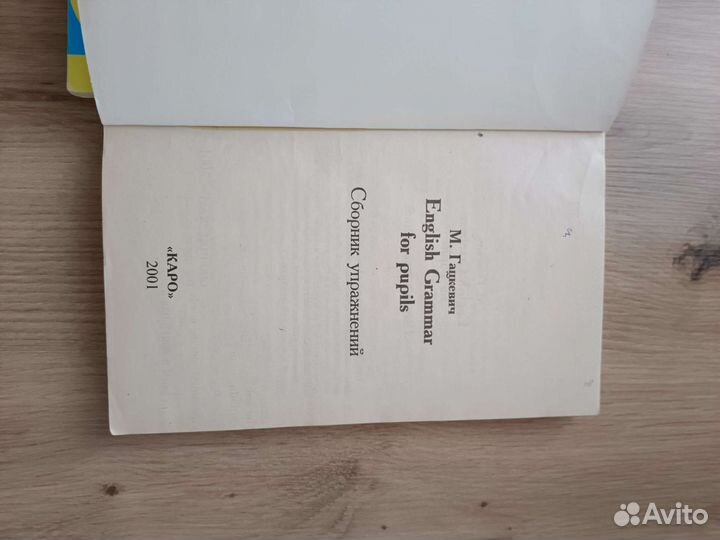 М. Гацкевич
English Grammar
for pupils
Сборник упражнений
«КАРО»
2001
Avito